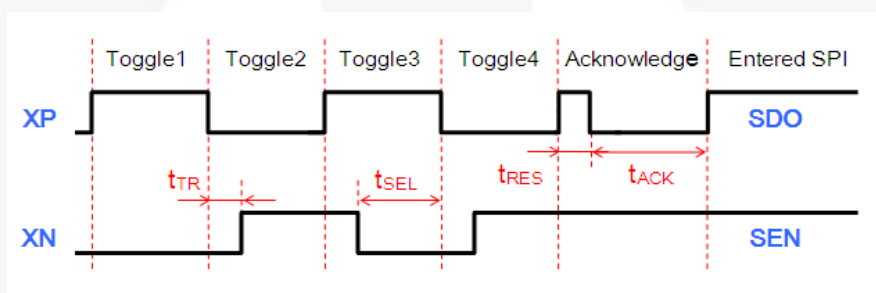 Toggle1 Toggle2 Toggle3 Toggle4 Acknowledge Entered SPI
XP SDO
tTR tSEL tRES tACK
XN SEN